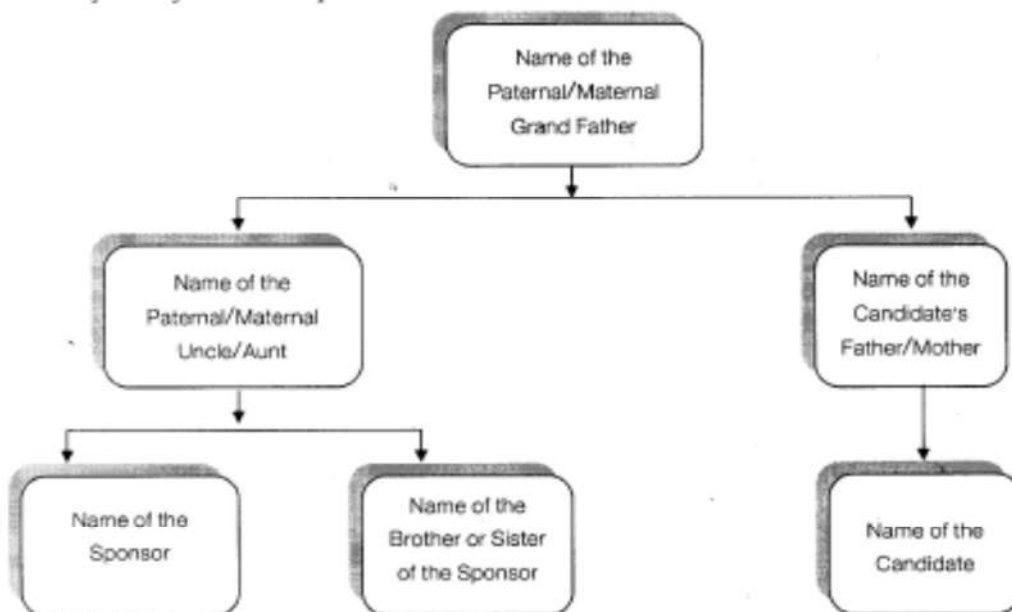 Name of the
Paternal/Maternal
Grand Father
Name of the
Paternal/Maternal
Uncle/Aunt
Name of the
Candidate's
Father/Mother
Name of the
Sponsor
Name of the
Brother or Sister
of the Sponsor
Name of the
Candidate